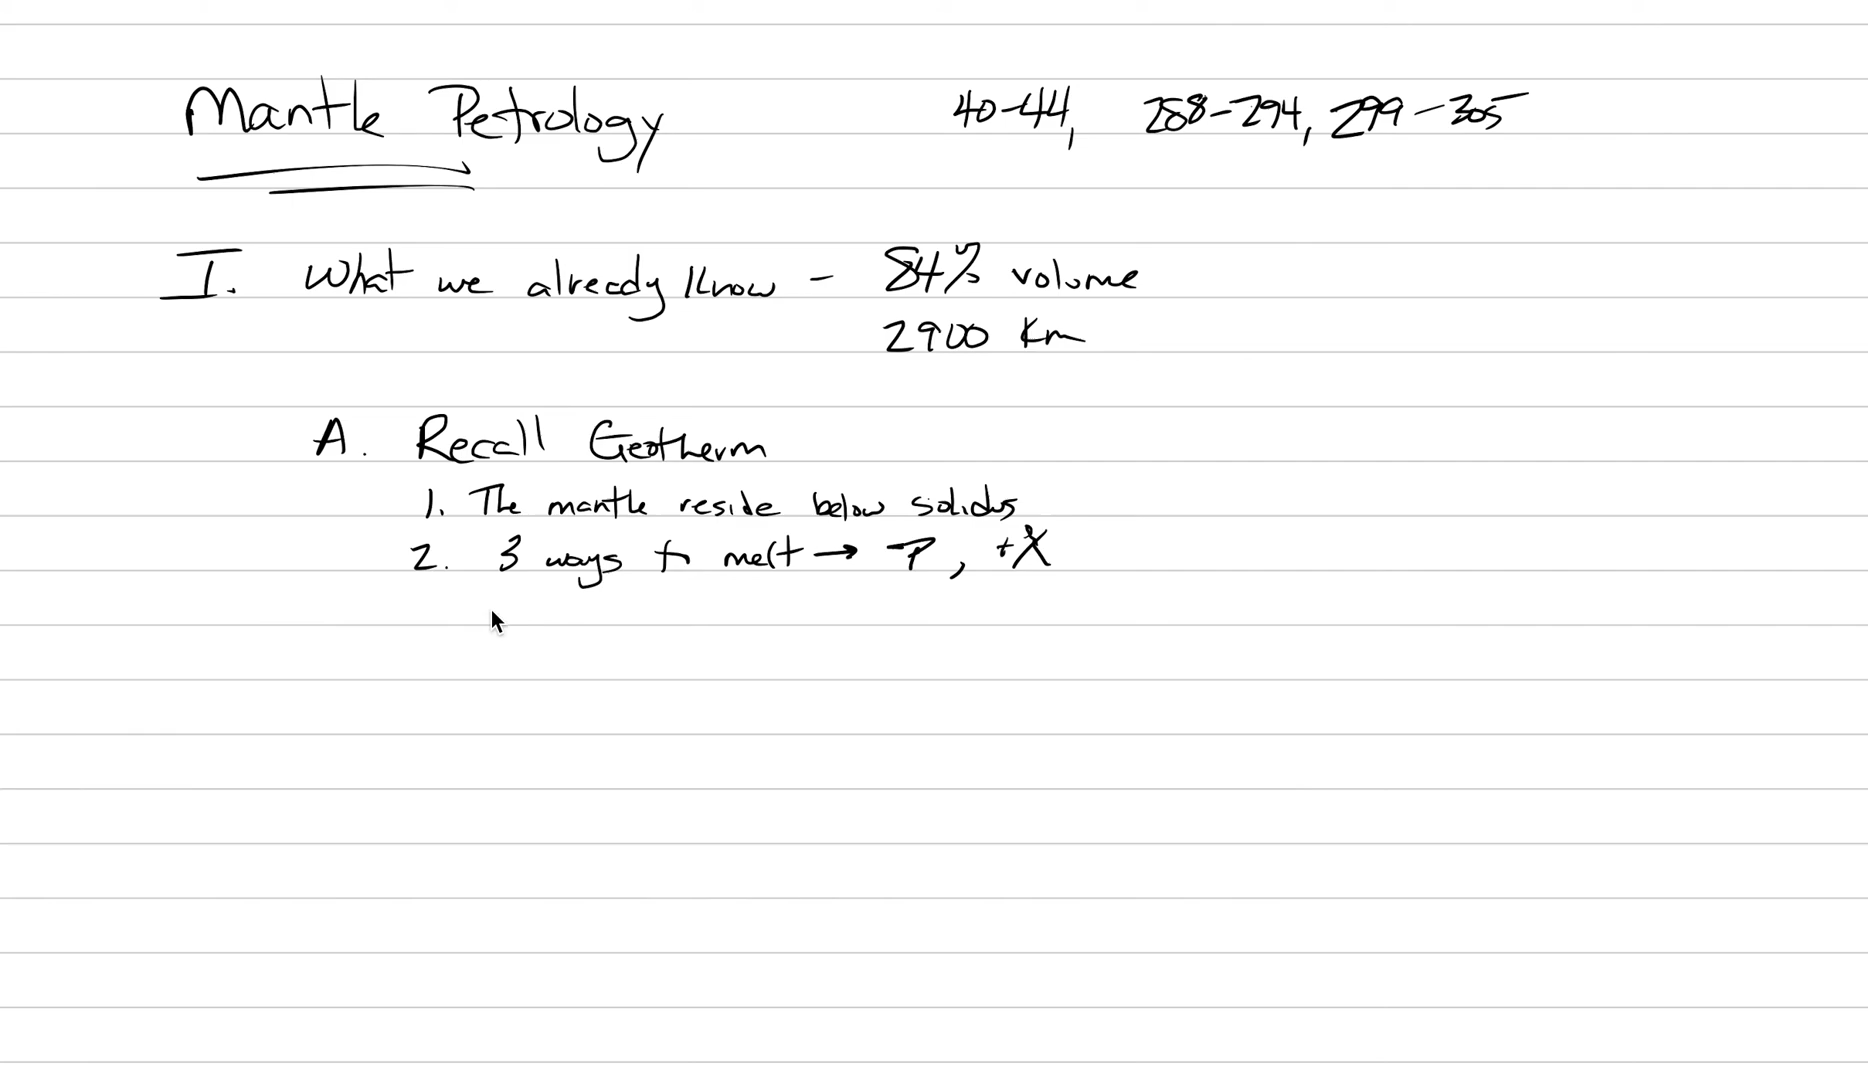 Mantle Petrology 40-44, 288-294, 299-305
I. What we already know - 84% volume
2900 km
A. Recall Geotherm
1. The mantle reside below solidus
2. 3 ways to melt → -P, +X